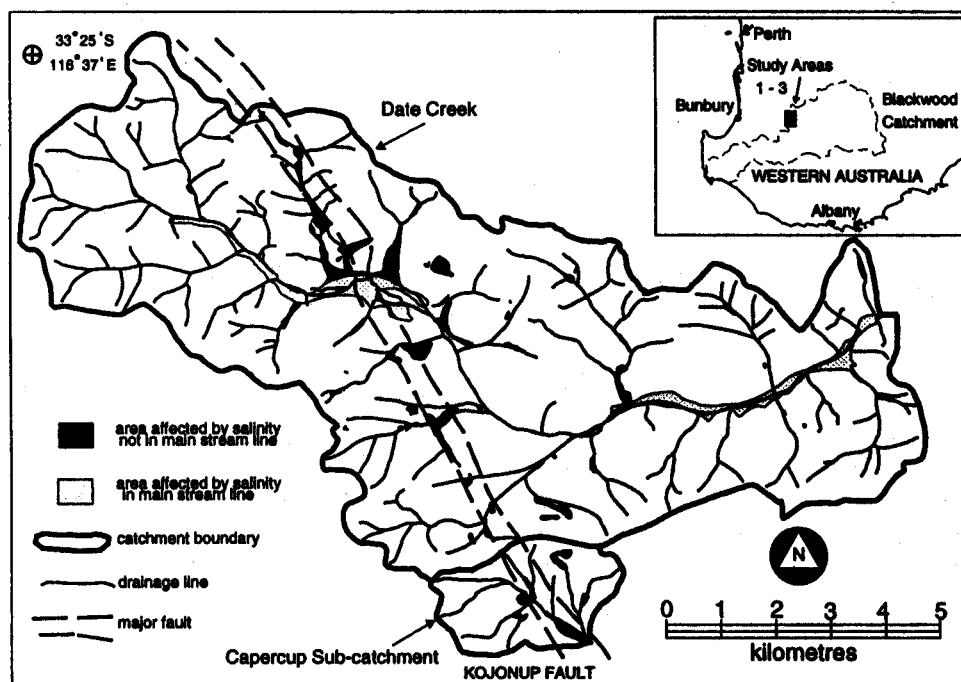 33°25'S
116°37'E
Date Creek
Perth
Study Areas
1 - 3
Bunbury
Blackwood
Catchment
WESTERN AUSTRALIA
Albany
area affected by salinity
not in main stream line
area affected by salinity
in main stream line
catchment boundary
drainage line
major fault
Capercup Sub-catchment
KOJONUP FAULT
N
0 1 2 3 4 5
kilometres